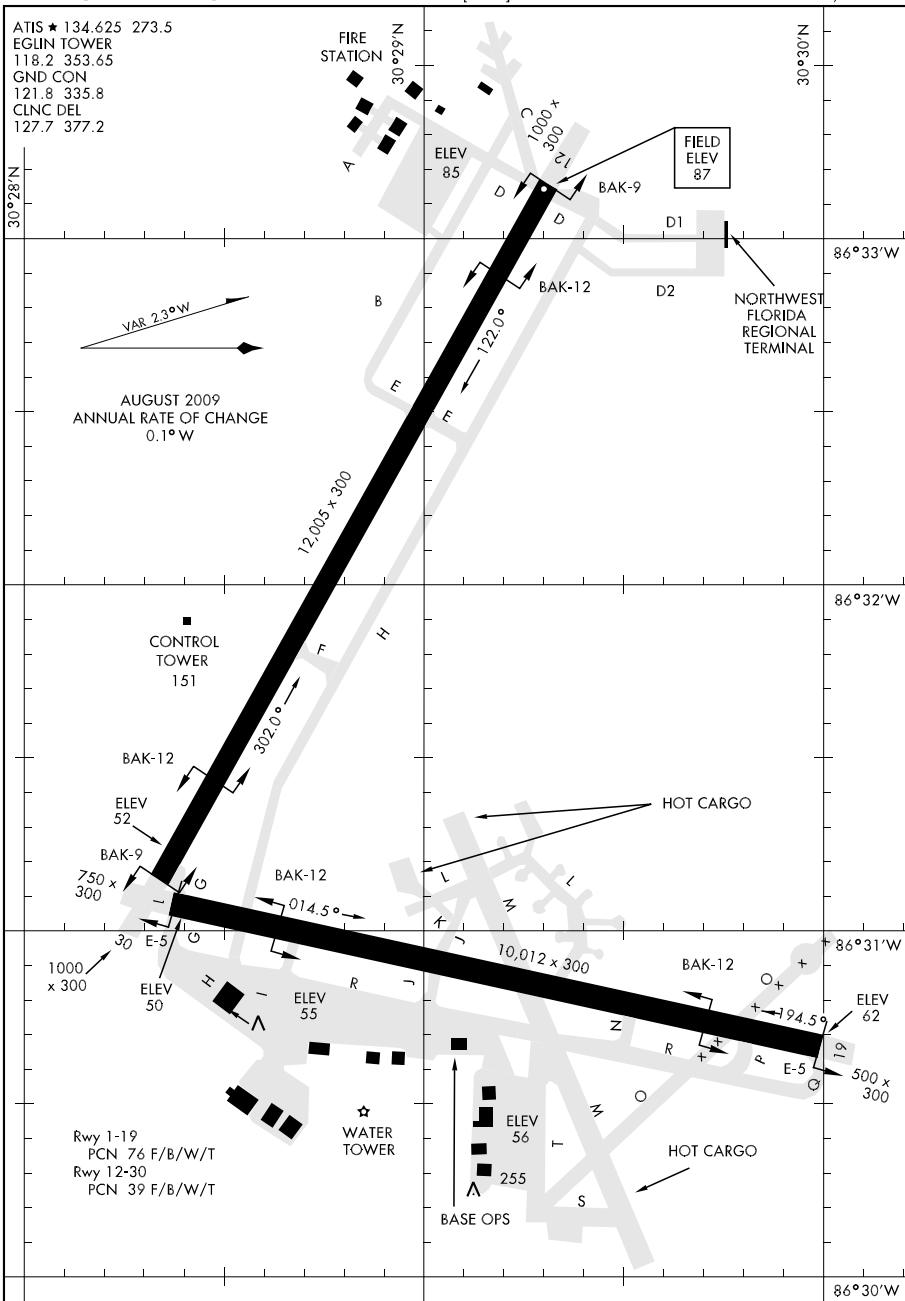 ATIS ★ 134.625 273.5
EGLIN TOWER
118.2 353.65
GND CON
121.8 335.8
CLNC DEL
127.7 377.2
FIRE
STATION
30°29'N
30°30'N
30°28'N
C
1000 x
300
12
A
ELEV
85
FIELD
ELEV
87
BAK-9
D
D
D1
86°33'W
BAK-12
D2
B
NORTHWEST
FLORIDA
REGIONAL
TERMINAL
VAR 2.3° W
122.0°
E
E
AUGUST 2009
ANNUAL RATE OF CHANGE
0.1° W
12,005 x 300
86°32'W
H
F
CONTROL
TOWER
151
302.0°
BAK-12
HOT CARGO
ELEV
52
BAK-9
750 x
300
G
BAK-12
014.5°
L
L
M
K
J
1
G
E-5
30
1000
x 300
10,012 x 300
86°31'W
BAK-12
O
ELEV
50
H
I
ELEV
55
R
J
194.5°
ELEV
62
N
R
P
E-5
19
Q
500 x
300
O
M
Rwy 1-19
PCN 76 F/B/W/T
Rwy 12-30
PCN 39 F/B/W/T
WATER
TOWER
ELEV
56
T
HOT CARGO
255
S
BASE OPS
86°30'W